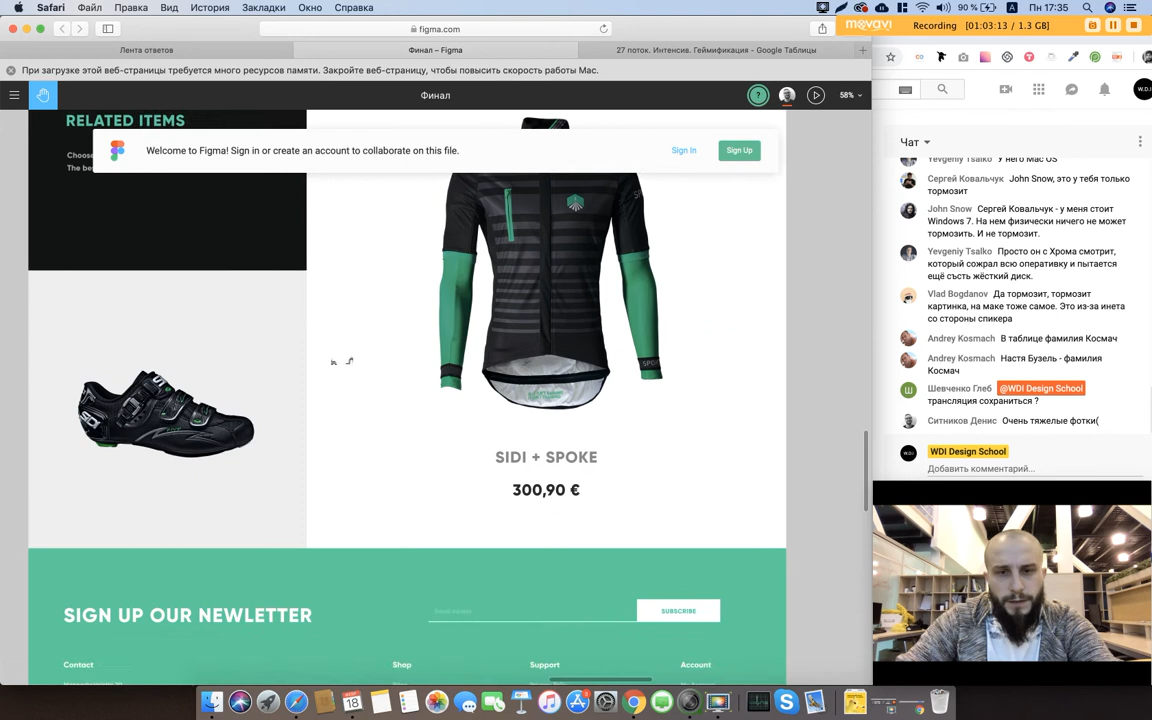 Safari Файл Правка Вид История Закладки Окно Справка
90 % Пн 17:35
movavi Recording [01:03:13 / 1.3 GB]
figma.com
Лента ответов
Финал – Figma
27 поток. Интенсив. Геймификация - Google Таблицы
При загрузке этой веб-страницы требуется много ресурсов памяти. Закройте веб-страницу, чтобы повысить скорость работы Mac.
Финал
?
58%
RELATED ITEMS
Welcome to Figma! Sign in or create an account to collaborate on this file.
Sign In
Sign Up
SIDI + SPOKE
300,90 €
SIGN UP OUR NEWLETTER
SUBSCRIBE
Contact
Shop
Support
Account
Чат
Yevgeniy Tsalko У него Mac OS
Сергей Ковальчук John Snow, это у тебя только
тормозит
John Snow Сергей Ковальчук - у меня стоит
Windows 7. На нем физически ничего не может
тормозить. И не тормозит.
Yevgeniy Tsalko Просто он с Хрома смотрит,
который сожрал всю оперативку и пытается
ещё състь жёсткий диск.
Vlad Bogdanov Да тормозит, тормозит
картинка, на маке тоже самое. Это из-за инета
со стороны спикера
Andrey Kosmach В таблице фамилия Космач
Andrey Kosmach Настя Бузель - фамилия
Космач
Шевченко Глеб @WDI Design School
трансляция сохраниться ?
Ситников Денис Очень тяжелые фотки(
WDI Design School
Добавить комментарий...
18